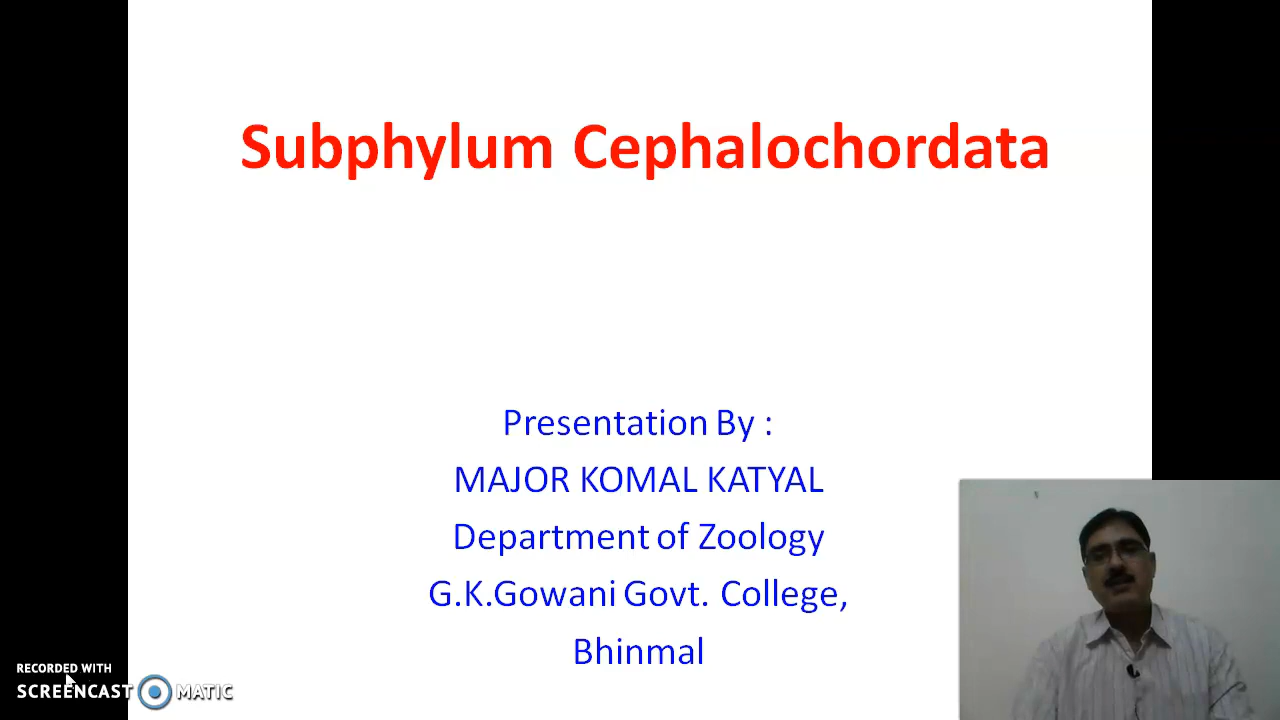 Subphylum Cephalochordata
Presentation By :
MAJOR KOMAL KATYAL
Department of Zoology
G.K.Gowani Govt. College,
Bhinmal
RECORDED WITH
SCREENCAST MATIC